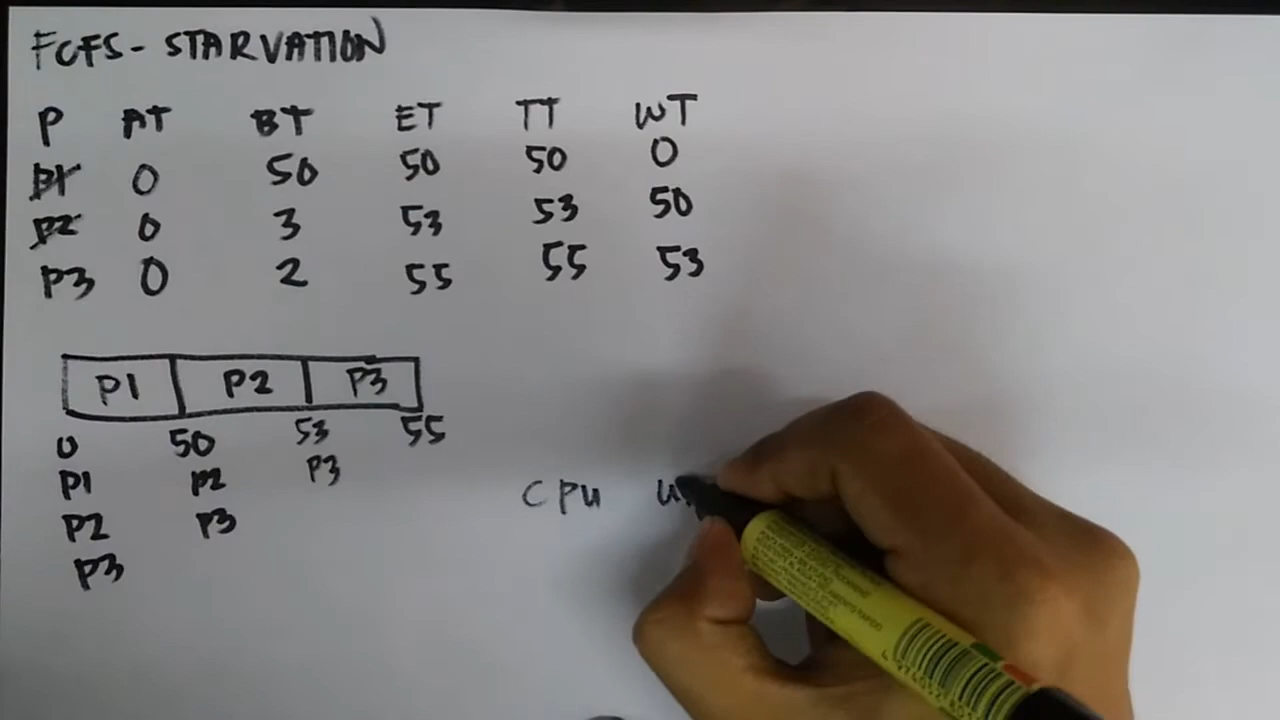 FCFS - STARVATION
P AT BT ET TT WT
P1 0 50 50 50 0
P2 0 3 53 53 50
P3 0 2 55 55 53
P1 P2 P3
0 50 53 55
P1 P2 P3
P2 P3
P3
CPU